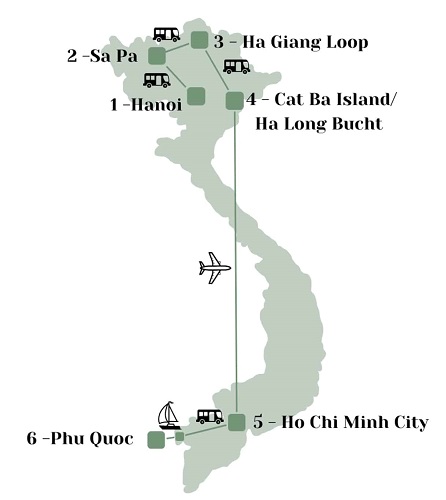 3 - Ha Giang Loop
2 -Sa Pa
1 -Hanoi
4 - Cat Ba Island/
Ha Long Bucht
5 - Ho Chi Minh City
6 -Phu Quoc